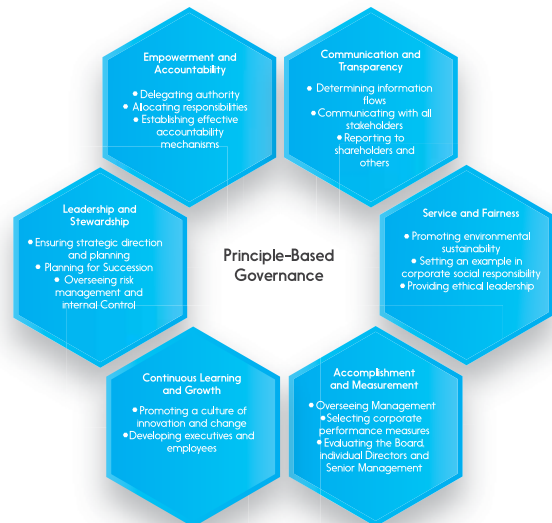 Empowerment and
Accountability
• Delegating authority
• Allocating responsibilities
• Establishing effective
accountability
mechanisms
Communication and
Transparency
• Determining information
flows
• Communicating with all
stakeholders
• Reporting to
shareholders and
others
Leadership and
Stewardship
• Ensuring strategic direction
and planning
• Planning for Succession
• Overseeing risk
management and
internal Control
Principle-Based
Governance
Service and Fairness
• Promoting environmental
sustainability
• Setting an example in
corporate social responsibility
• Providing ethical leadership
Continuous Learning
and Growth
• Promoting a culture of
innovation and change
• Developing executives and
employees
Accomplishment
and Measurement
• Overseeing Management
• Selecting corporate
performance measures
• Evaluating the Board,
individual Directors and
Senior Management